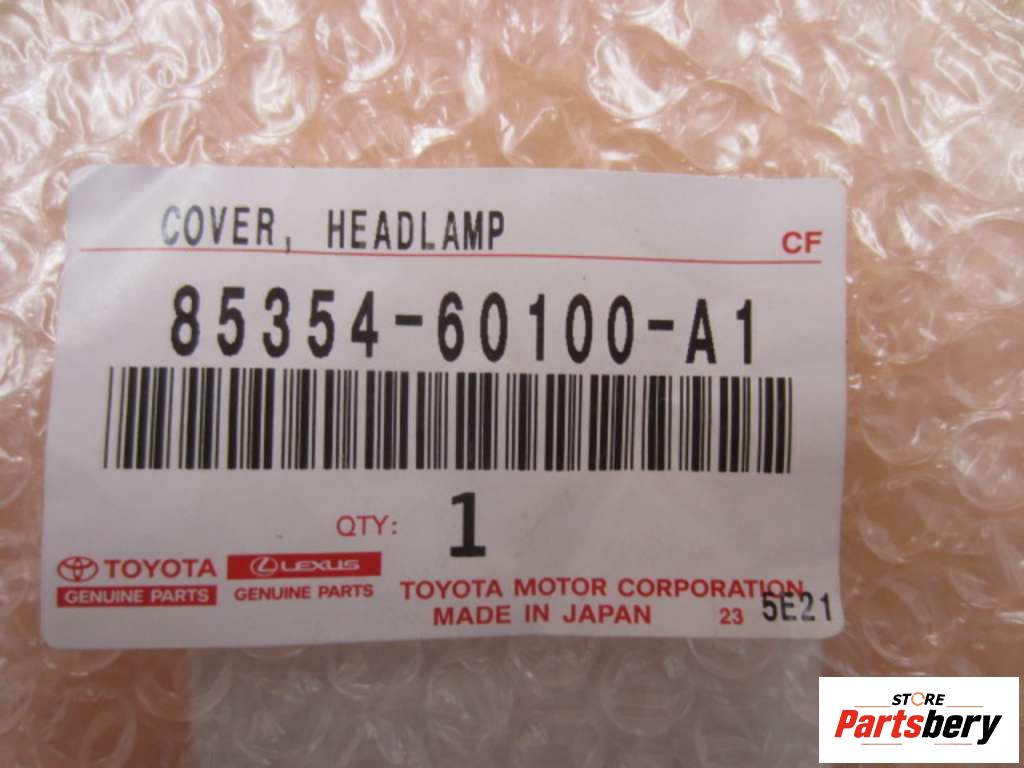 COVER, HEADLAMP
CF
85354-60100-A1
QTY: 1
TOYOTA LEXUS
GENUINE PARTS GENUINE PARTS
TOYOTA MOTOR CORPORATION
MADE IN JAPAN 23 5E21
STORE
Partsbery